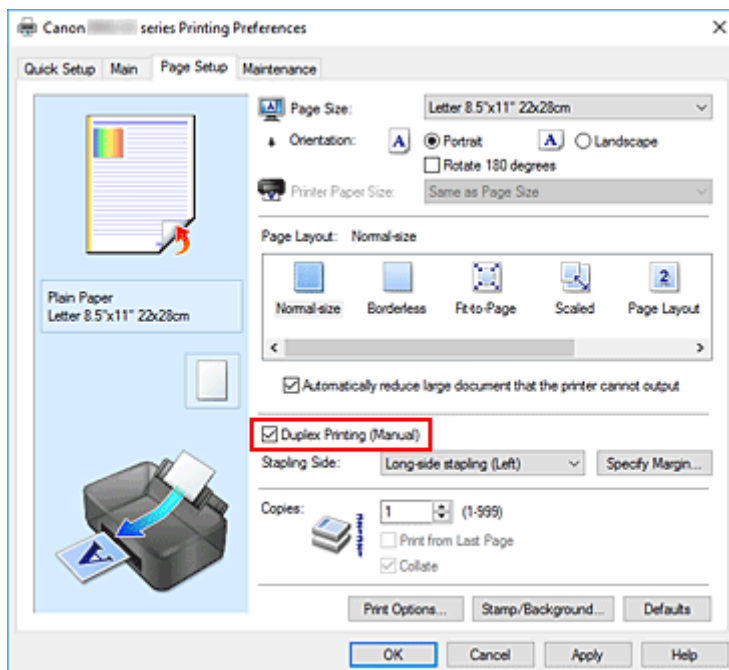 Canon series Printing Preferences
Quick Setup Main Page Setup Maintenance
Page Size: Letter 8.5"x11" 22x28cm
Orientation: A Portrait A Landscape
Rotate 180 degrees
Printer Paper Size: Same as Page Size
Page Layout: Normal-size
2
Normal-size Borderless Fit-to-Page Scaled Page Layout
Plain Paper
Letter 8.5"x11" 22x28cm
Automatically reduce large document that the printer cannot output
Duplex Printing (Manual)
Stapling Side: Long-side stapling (Left) Specify Margin...
Copies: 1 (1-999)
Print from Last Page
Collate
A
Print Options... Stamp/Background... Defaults
OK Cancel Apply Help